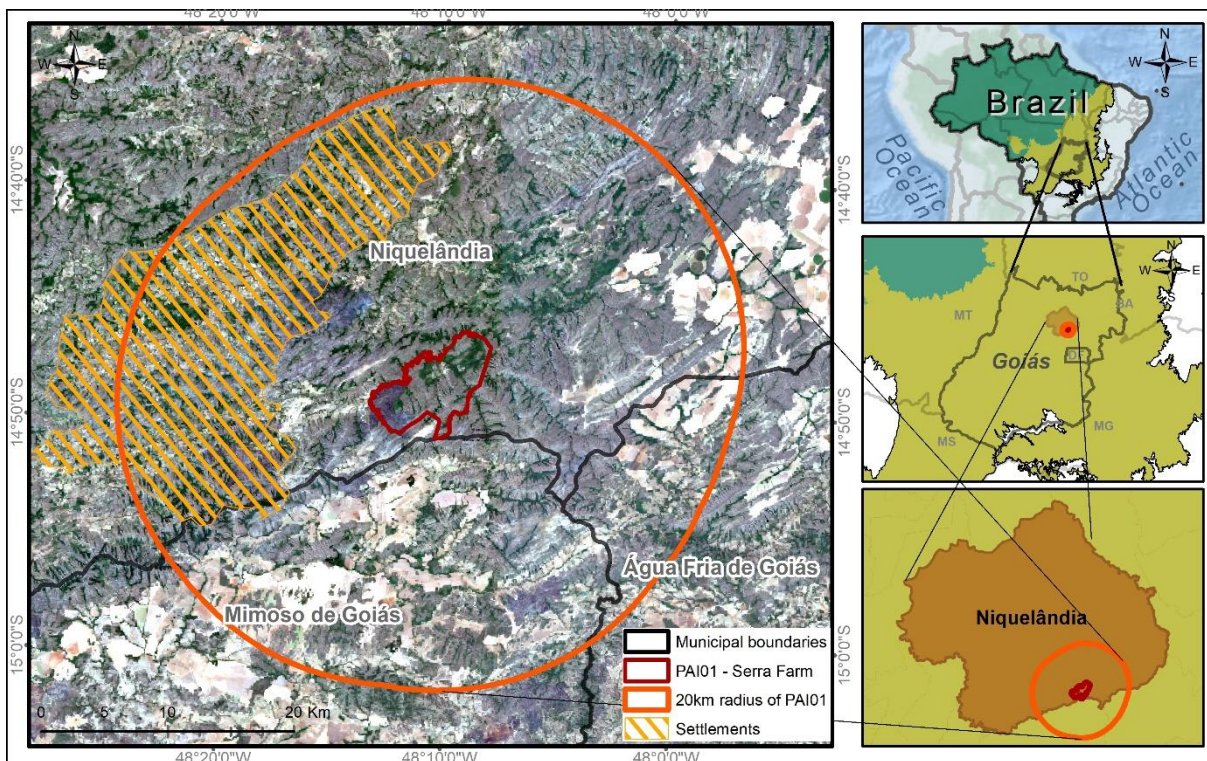 48°20'0"W
48°10'0"W
48°0'0"W
N
W
E
S
14°40'0"S
14°50'0"S
15°0'0"S
14°40'0"S
14°50'0"S
15°0'0"S
Niquelândia
Água Fria de Goiás
Mimoso de Goiás
Municipal boundaries
PAI01 - Serra Farm
20km radius of PAI01
Settlements
0
10
20 Km
48°20'0"W
48°10'0"W
48°0'0"W
Brazil
Pacific
Ocean
Atlantic
Ocean
N
W
E
S
TO
BA
MT
Goiás
MS
MG
N
W
E
S
Niquelândia